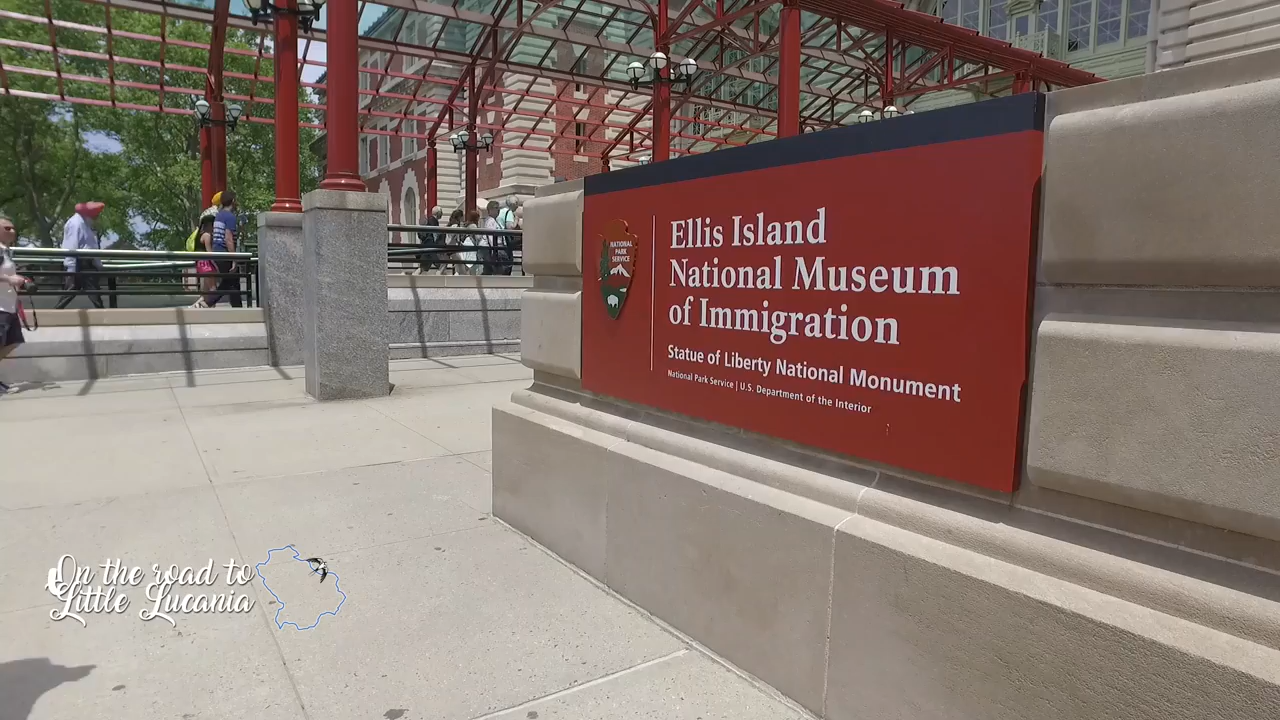 NATIONAL
PARK
SERVICE
Ellis Island
National Museum
of Immigration
Statue of Liberty National Monument
National Park Service | U.S. Department of the Interior
On the road to
Little Lucania